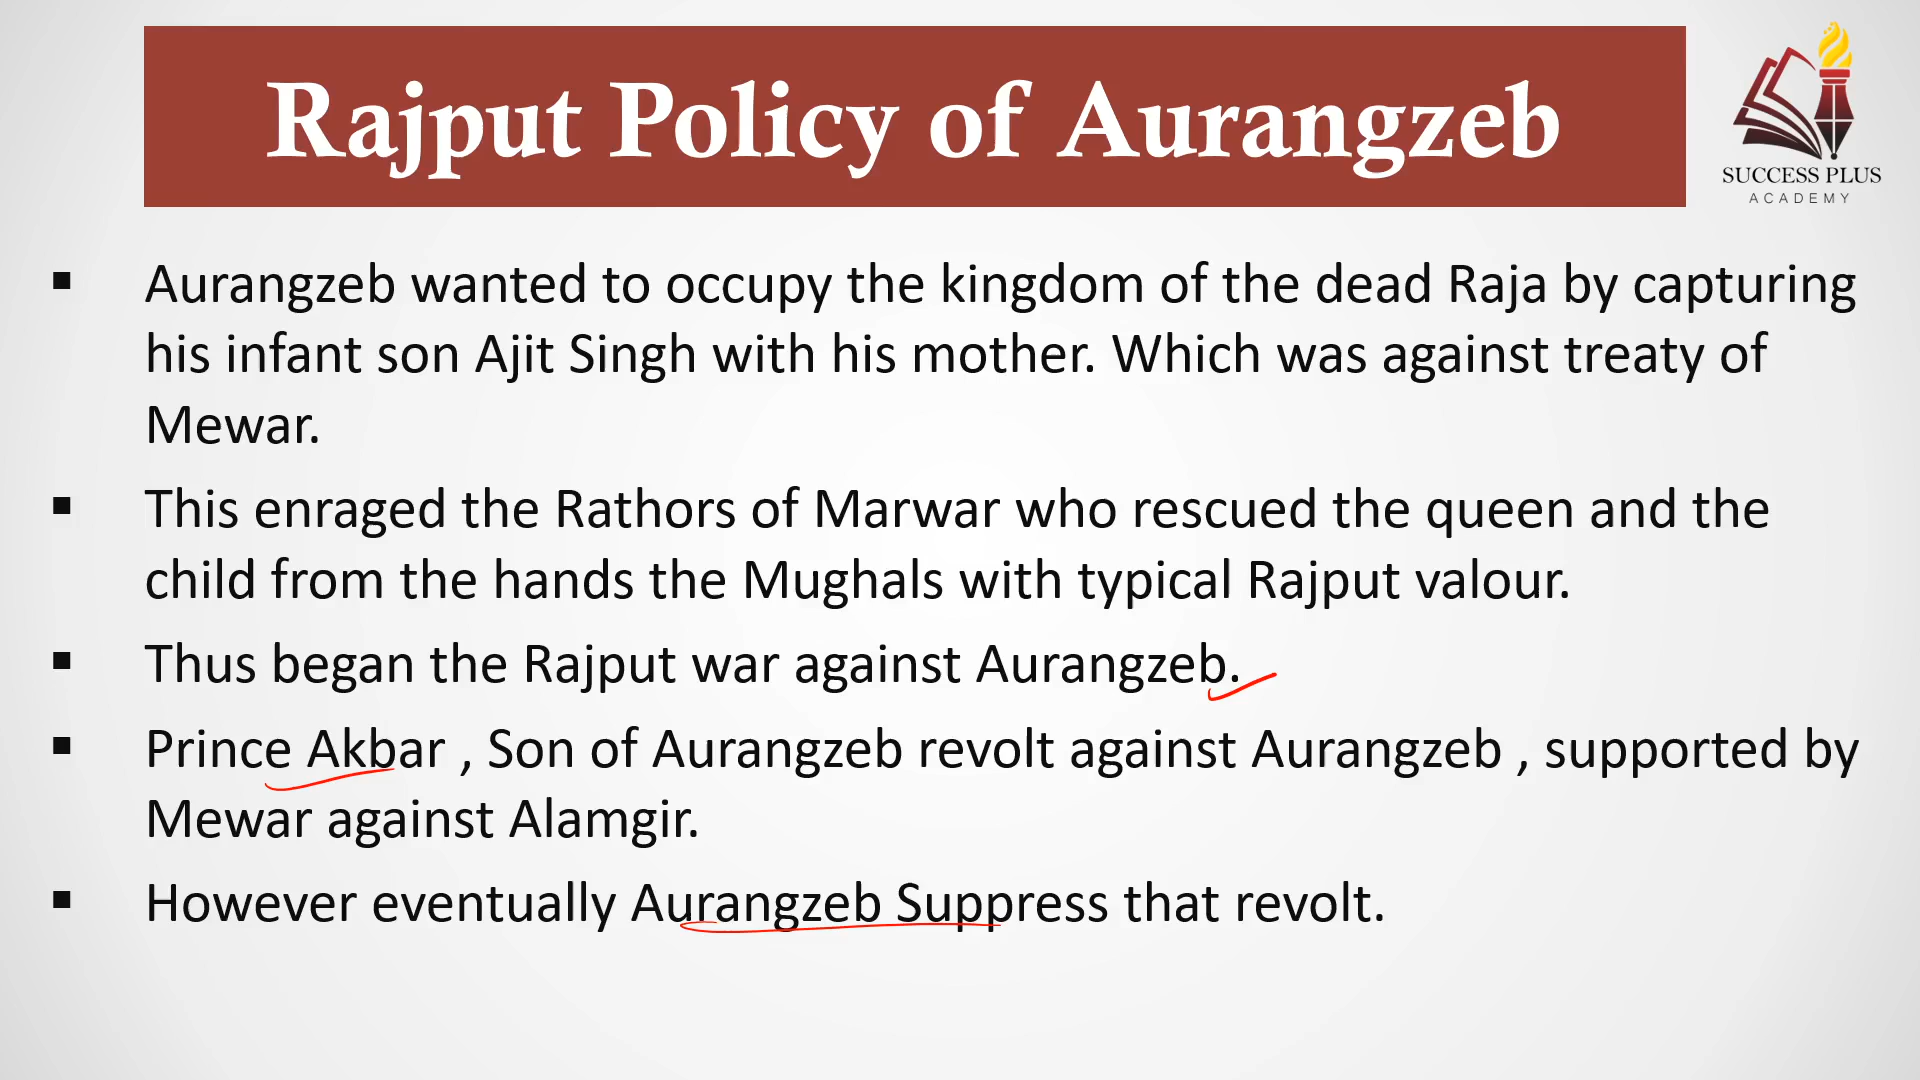 Rajput Policy of Aurangzeb
SUCCESS PLUS
ACADEMY
▪ Aurangzeb wanted to occupy the kingdom of the dead Raja by capturing
his infant son Ajit Singh with his mother. Which was against treaty of
Mewar.
▪ This enraged the Rathors of Marwar who rescued the queen and the
child from the hands the Mughals with typical Rajput valour.
▪ Thus began the Rajput war against Aurangzeb.
▪ Prince Akbar , Son of Aurangzeb revolt against Aurangzeb , supported by
Mewar against Alamgir.
▪ However eventually Aurangzeb Suppress that revolt.